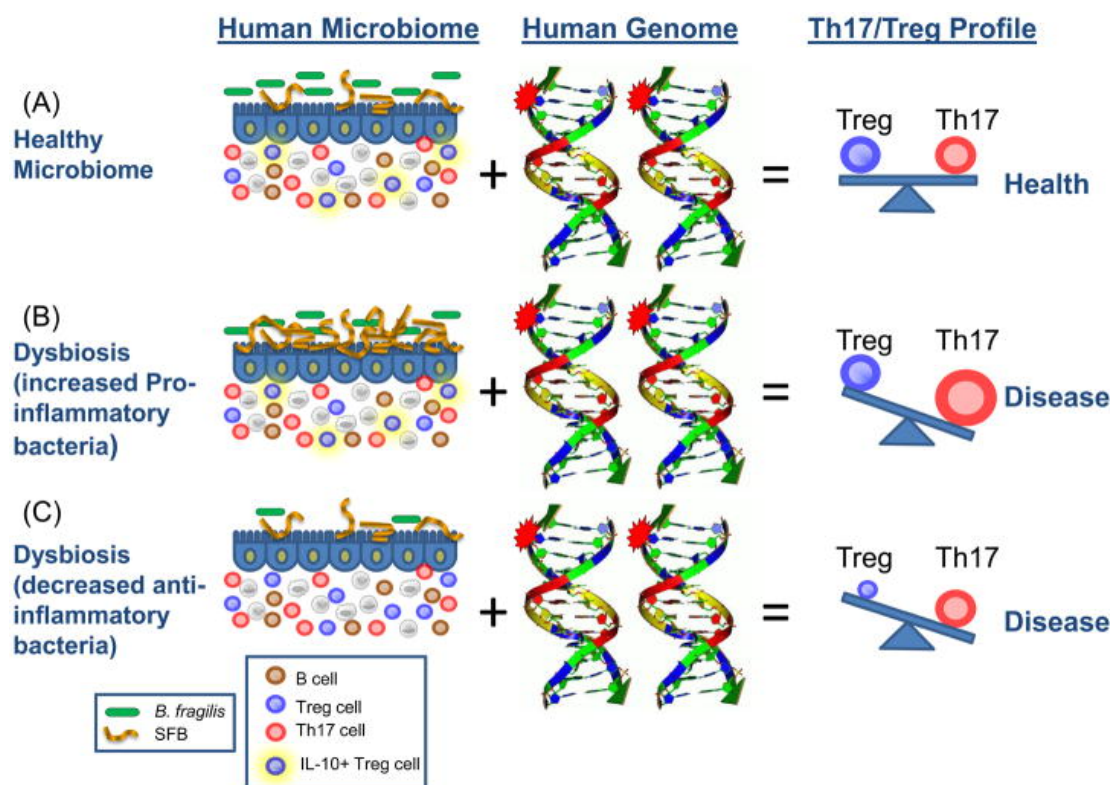 Human Microbiome
Human Genome
Th17/Treg Profile
(A)
Healthy
Microbiome
+
=
Treg
Th17
Health
(B)
Dysbiosis
(increased Pro-
inflammatory
bacteria)
+
=
Treg
Th17
Disease
(C)
Dysbiosis
(decreased anti-
inflammatory
bacteria)
+
=
Treg
Th17
Disease
B. fragilis
SFB
B cell
Treg cell
Th17 cell
IL-10+ Treg cell